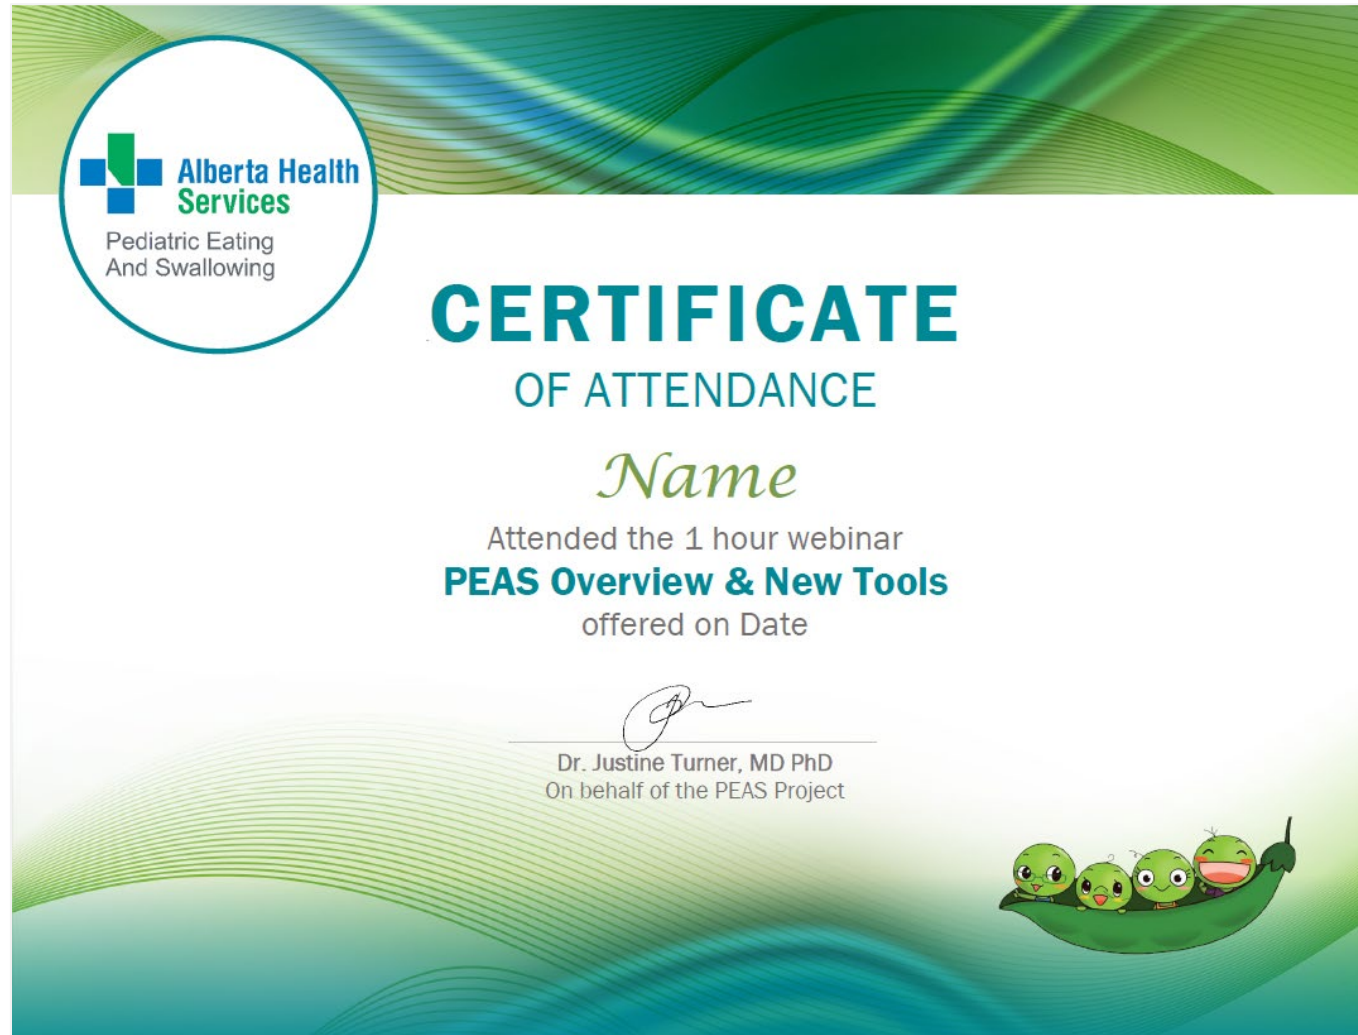 Alberta Health
Services
Pediatric Eating
And Swallowing
CERTIFICATE
OF ATTENDANCE
Name
Attended the 1 hour webinar
PEAS Overview & New Tools
offered on Date
Dr. Justine Turner, MD PhD
On behalf of the PEAS Project